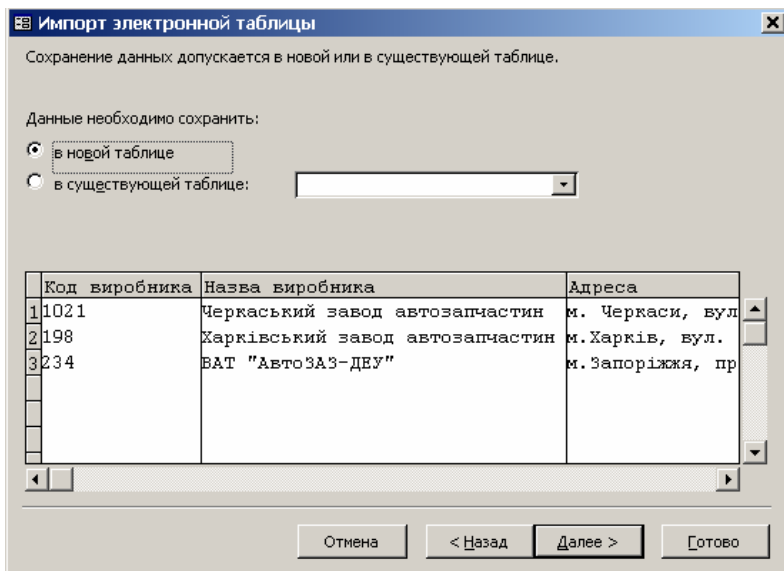 Импорт электронной таблицы
Сохранение данных допускается в новой или в существующей таблице.
Данные необходимо сохранить:
в новой таблице
в существующей таблице:
Код виробника Назва виробника Адреса
1 1021 Черкаський завод автозапчастин м. Черкаси, вул
2 198 Харківський завод автозапчастин м.Харків, вул.
3 234 ВАТ "АвтоЗАЗ-ДЕУ" м.Запоріжжя, пр
Отмена < Назад Далее > Готово